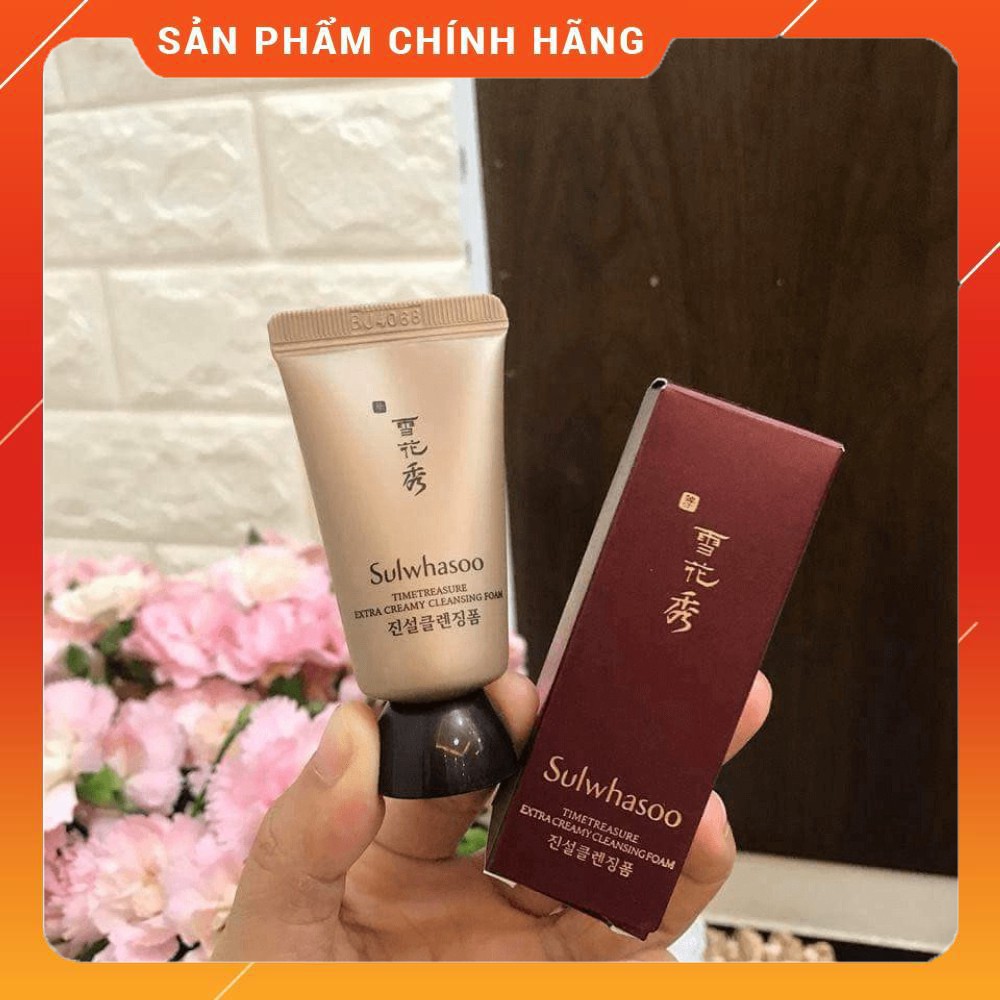 SẢN PHẨM CHÍNH HÃNG
BJ4068
雪
花
秀
Sulwhasoo
TIMETREASURE
EXTRA CREAMY CLEANSING FOAM
진설클렌징폼
雪
花
秀
Sulwhasoo
TIMETREASURE
EXTRA CREAMY CLEANSING FOAM
진설클렌징폼